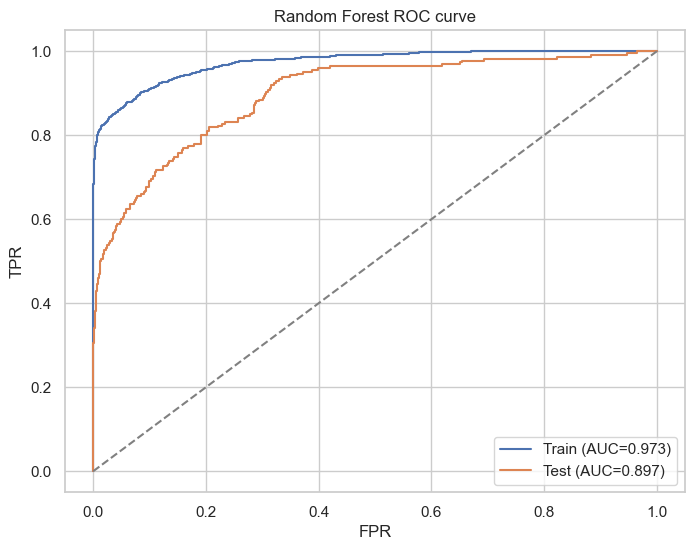 Random Forest ROC curve
1.0
0.8
0.6
0.4
0.2
0.0
TPR
0.0 0.2 0.4 0.6 0.8 1.0
FPR
Train (AUC=0.973)
Test (AUC=0.897)